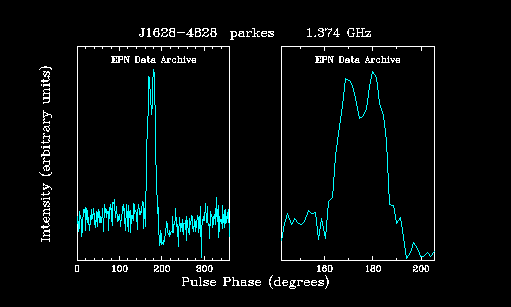 J1628-4828 parkes 1.374 GHz
EPN Data Archive EPN Data Archive
Intensity (arbitrary units)
0 100 200 300 160 180 200
Pulse Phase (degrees)